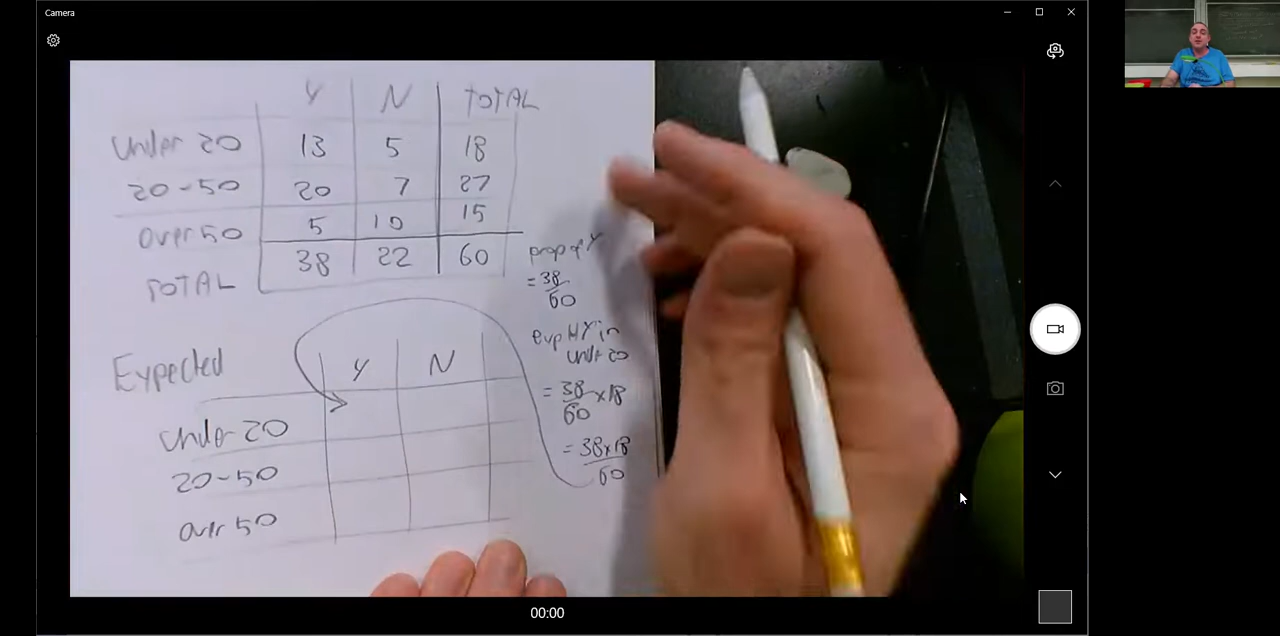 Camera
Y N TOTAL
Under 20 13 5 18
20-50 20 7 27
Over 50 5 10 15
TOTAL 38 22 60
prop of Y
= 38/60
exp # Y in
under 20
= 38/60 x 18
= 38x18/60
Expected
Y N
Under 20
20-50
Over 50
00:00